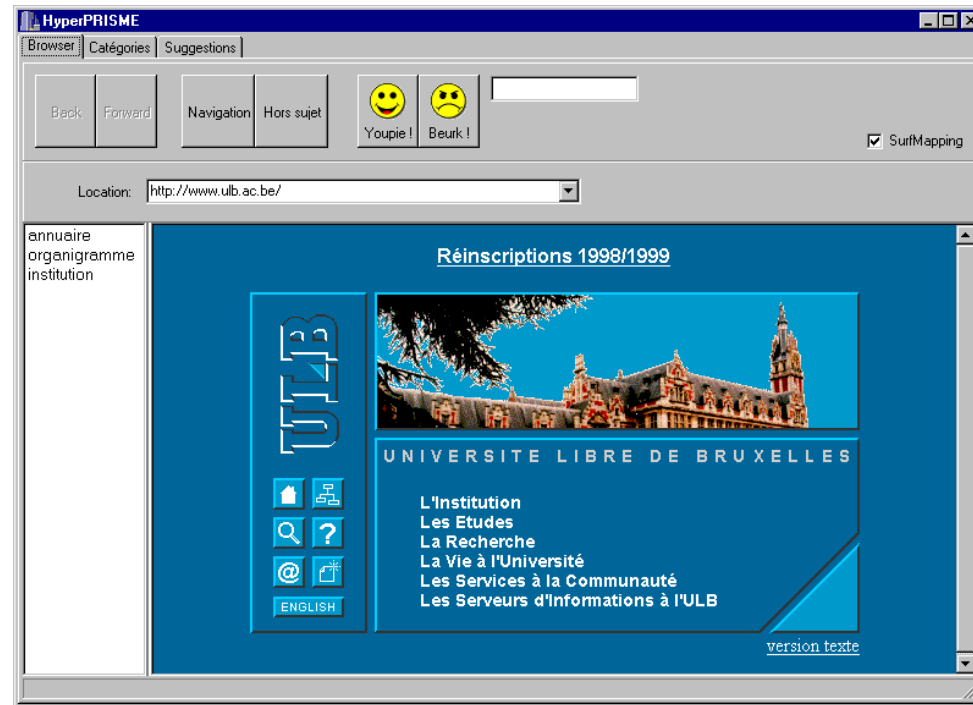 HyperPRISME
Browser Catégories Suggestions
Back Forward Navigation Hors sujet Youpie ! Beurk !
SurfMapping
Location: http://www.ulb.ac.be/
annuaire
organigramme
institution
Réinscriptions 1998/1999
ULB
UNIVERSITE LIBRE DE BRUXELLES
L'Institution
Les Etudes
La Recherche
La Vie à l'Université
Les Services à la Communauté
Les Serveurs d'Informations à l'ULB
?
@
ENGLISH
version texte